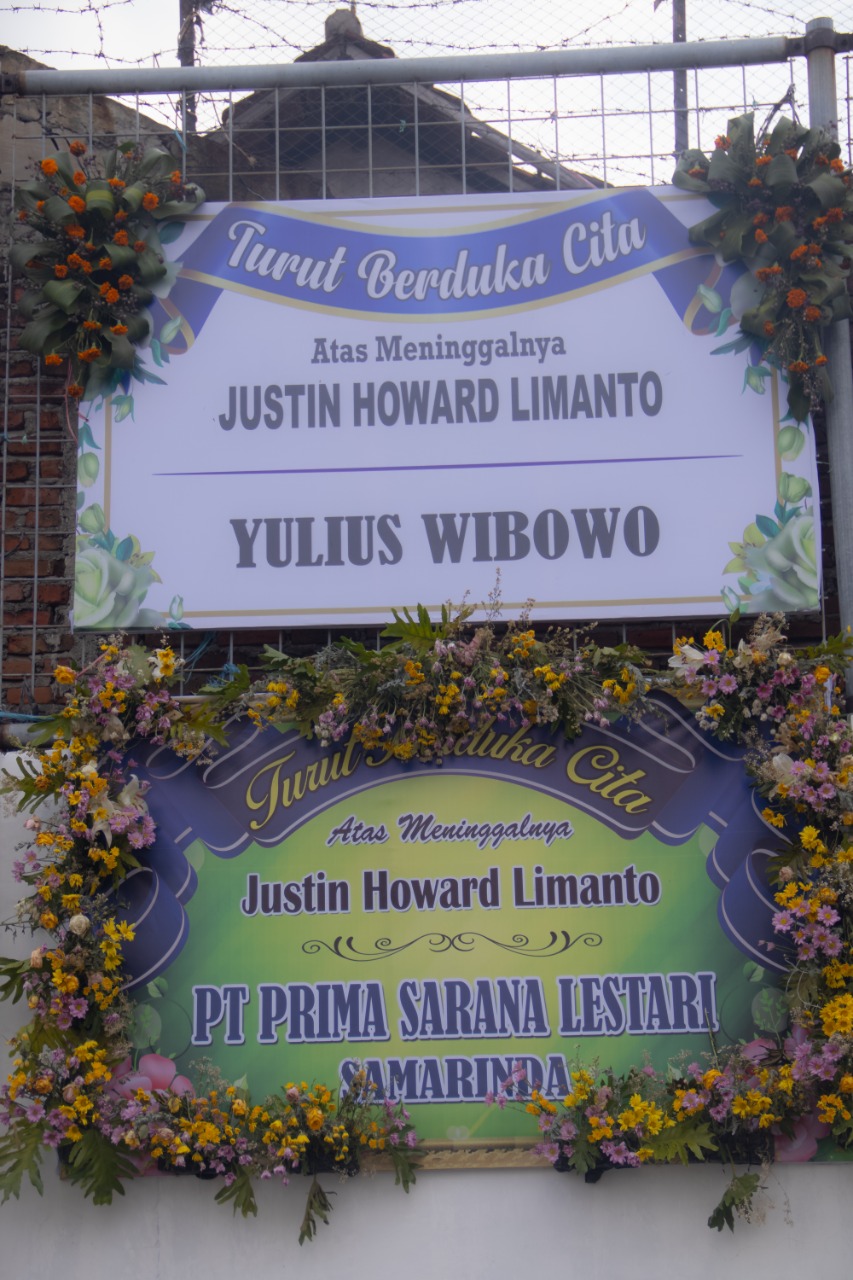 Turut Berduka Cita
Atas Meninggalnya
JUSTIN HOWARD LIMANTO
YULIUS WIBOWO
Turut Berduka Cita
Atas Meninggalnya
Justin Howard Limanto
PT PRIMA SARANA LESTARI
SAMARINDA